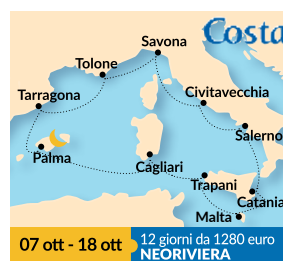 Costa
Savona
Tolone
Tarragona
Civitavecchia
Salerno
Palma
Cagliari
Trapani
Catania
Malta
07 ott - 18 ott
12 giorni da 1280 euro
NEORIVIERA